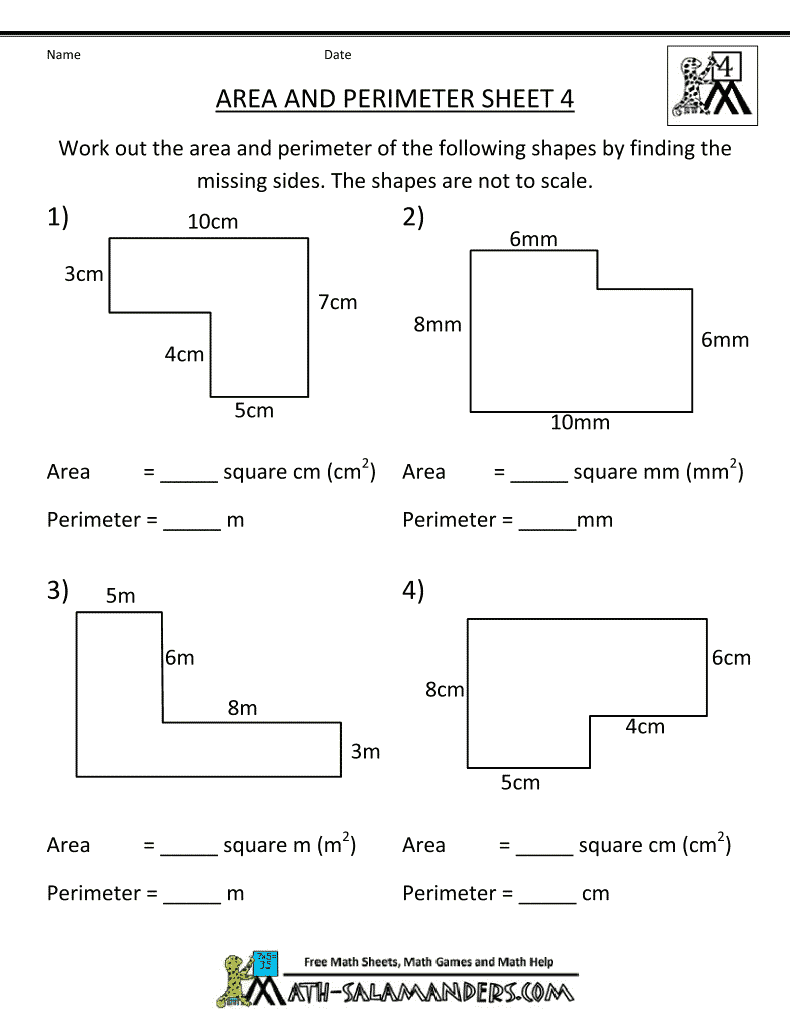 Name Date
4
AREA AND PERIMETER SHEET 4
Work out the area and perimeter of the following shapes by finding the
missing sides. The shapes are not to scale.
1)
10cm
3cm
7cm
4cm
5cm
Area = _____ square cm (cm²)
Perimeter = _____ m
2)
6mm
8mm
6mm
10mm
Area = _____ square mm (mm²)
Perimeter = _____mm
3)
5m
6m
8m
3m
Area = _____ square m (m²)
Perimeter = _____ m
4)
6cm
8cm
4cm
5cm
Area = _____ square cm (cm²)
Perimeter = _____ cm
7x5=
35
Free Math Sheets, Math Games and Math Help
MATH-SALAMANDERS.COM